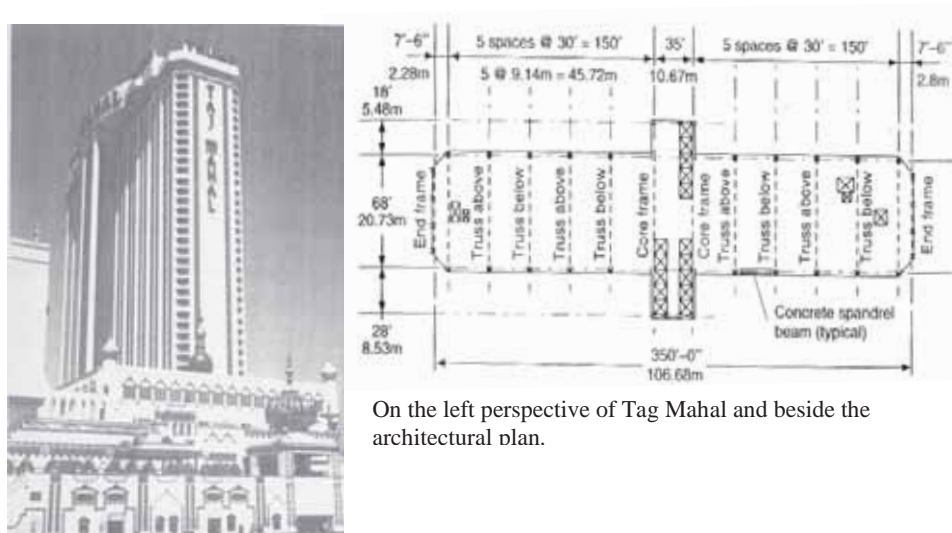 TAJ MAHAL
7'-6"
5 spaces @ 30' = 150'
35'
5 spaces @ 30' = 150'
7'-6"
2.28m
5 @ 9.14m = 45.72m
10.67m
2.8m
18'
5.48m
68'
20.73m
28'
8.53m
End frame
Truss above
Truss below
Truss above
Truss below
Core frame
Core frame
Truss above
Truss below
Truss above
Truss below
End frame
Concrete spandrel
beam (typical)
350'-0"
106.68m
On the left perspective of Tag Mahal and beside the
architectural plan.